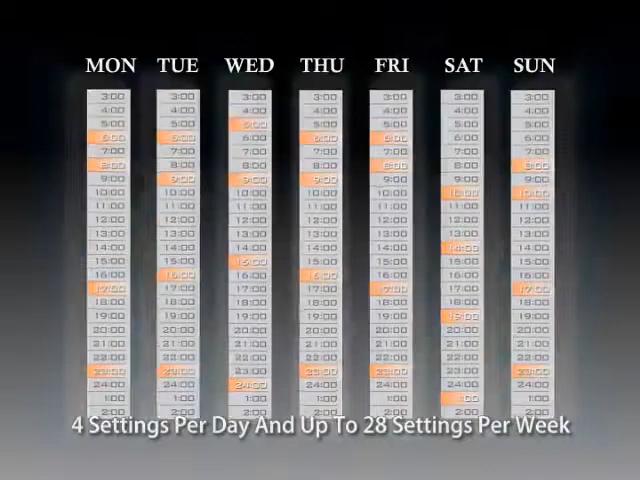 MON TUE WED THU FRI SAT SUN
3:00 3:00 3:00 3:00 3:00 3:00 3:00
4:00 4:00 4:00 4:00 4:00 4:00 4:00
5:00 5:00 5:00 5:00 5:00 5:00 5:00
6:00 6:00 6:00 6:00 6:00 6:00 6:00
7:00 7:00 7:00 7:00 7:00 7:00 7:00
8:00 8:00 8:00 8:00 8:00 8:00 8:00
9:00 9:00 9:00 9:00 9:00 9:00 9:00
10:00 10:00 10:00 10:00 10:00 10:00 10:00
11:00 11:00 11:00 11:00 11:00 11:00 11:00
12:00 12:00 12:00 12:00 12:00 12:00 12:00
13:00 13:00 13:00 13:00 13:00 13:00 13:00
14:00 14:00 14:00 14:00 14:00 14:00 14:00
15:00 15:00 15:00 15:00 15:00 15:00 15:00
16:00 16:00 16:00 16:00 16:00 16:00 16:00
17:00 17:00 17:00 17:00 17:00 17:00 17:00
18:00 18:00 18:00 18:00 18:00 18:00 18:00
19:00 19:00 19:00 19:00 19:00 19:00 19:00
20:00 20:00 20:00 20:00 20:00 20:00 20:00
21:00 21:00 21:00 21:00 21:00 21:00 21:00
22:00 22:00 22:00 22:00 22:00 22:00 22:00
23:00 23:00 23:00 23:00 23:00 23:00 23:00
24:00 24:00 24:00 24:00 24:00 24:00 24:00
1:00 1:00 1:00 1:00 1:00 1:00 1:00
2:00 2:00 2:00 2:00 2:00 2:00 2:00
4 Settings Per Day And Up To 28 Settings Per Week